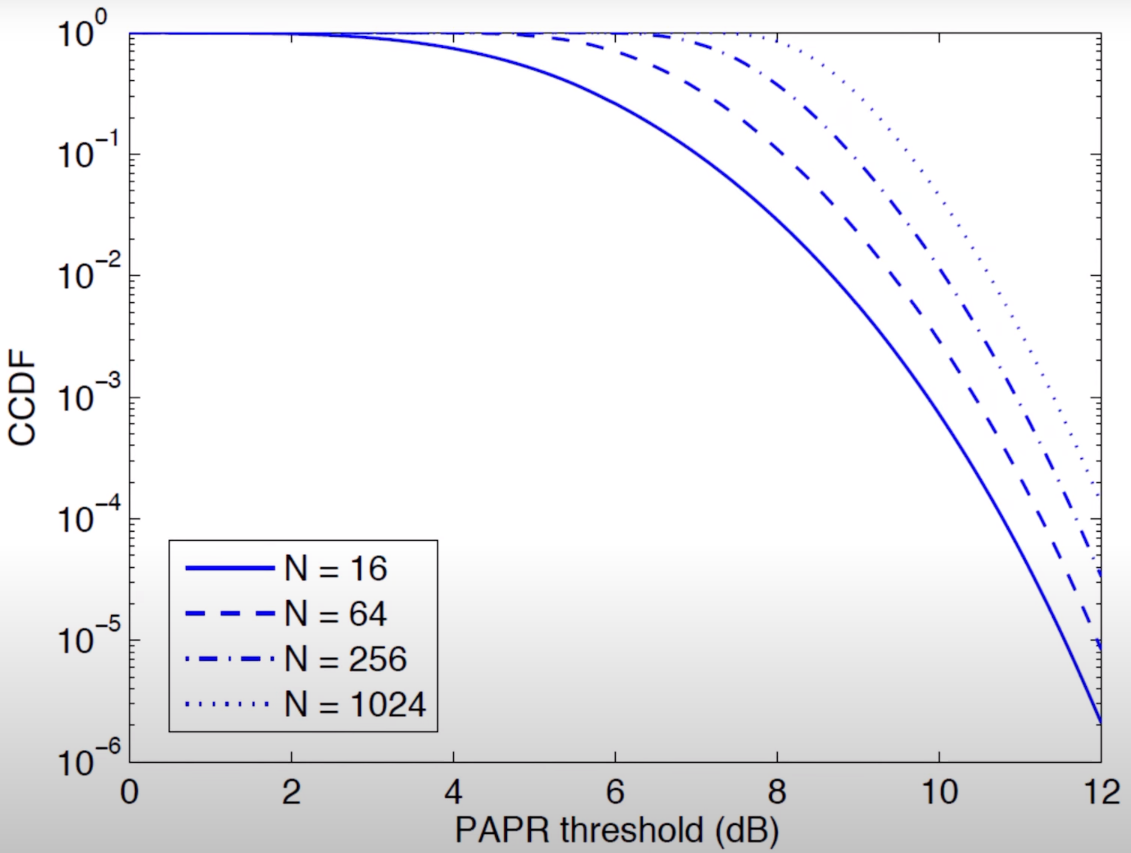 10^0
10^−1
10^−2
10^−3
10^−4
10^−5
10^−6
CCDF
N = 16
N = 64
N = 256
N = 1024
0 2 4 6 8 10 12
PAPR threshold (dB)